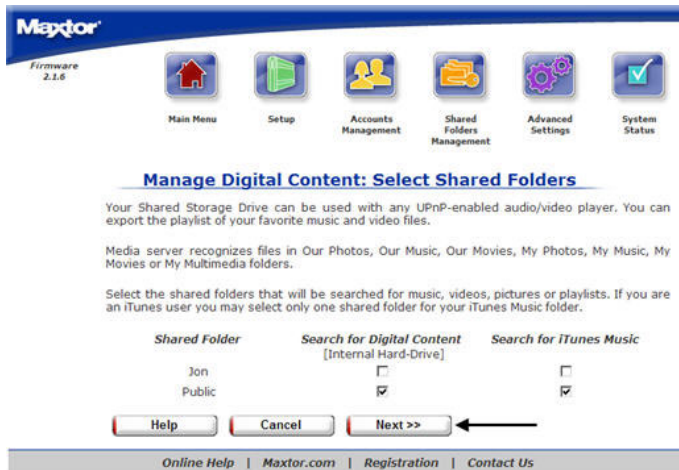 Maxtor
Firmware
2.1.6
Main Menu
Setup
Accounts
Management
Shared
Folders
Management
Advanced
Settings
System
Status
Manage Digital Content: Select Shared Folders
Your Shared Storage Drive can be used with any UPnP-enabled audio/video player. You can
export the playlist of your favorite music and video files.
Media server recognizes files in Our Photos, Our Music, Our Movies, My Photos, My Music, My
Movies or My Multimedia folders.
Select the shared folders that will be searched for music, videos, pictures or playlists. If you are
an iTunes user you may select only one shared folder for your iTunes Music folder.
Shared Folder Search for Digital Content Search for iTunes Music
[Internal Hard-Drive]
Jon
Public
Help Cancel Next >>
Online Help | Maxtor.com | Registration | Contact Us